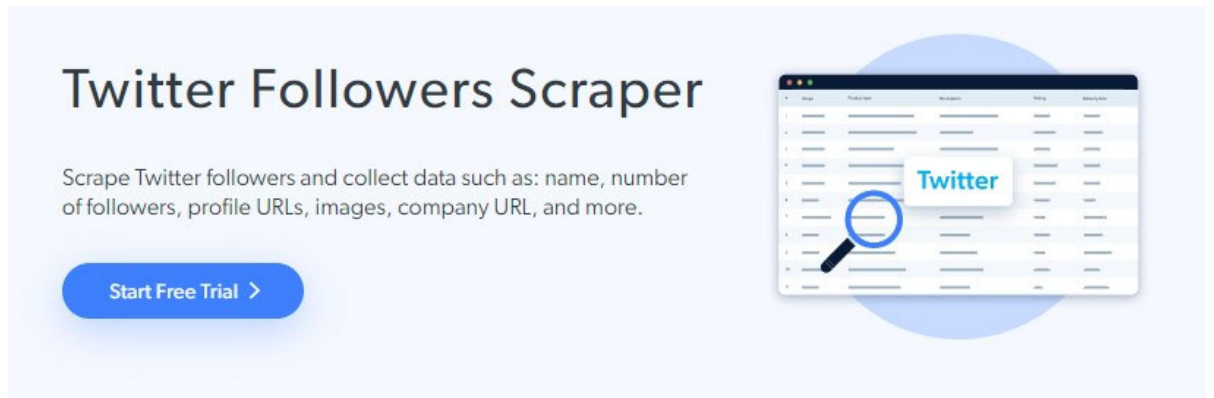 Twitter Followers Scraper
Scrape Twitter followers and collect data such as: name, number
of followers, profile URLs, images, company URL, and more.
Start Free Trial >
Twitter